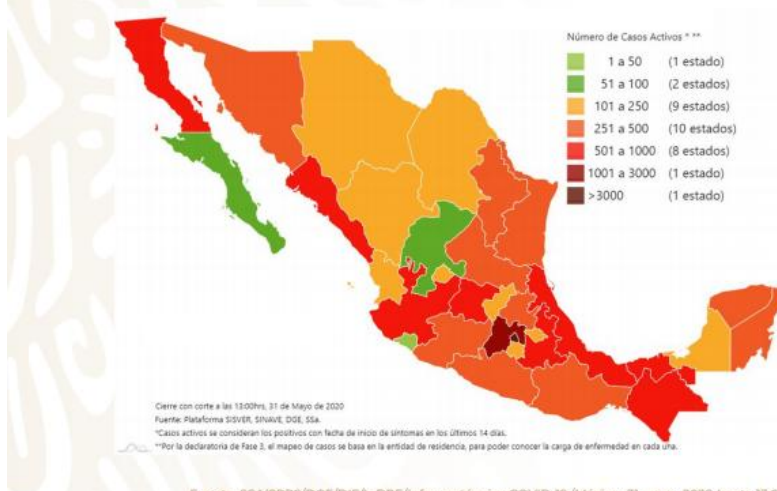 Número de Casos Activos * **
1 a 50 (1 estado)
51 a 100 (2 estados)
101 a 250 (9 estados)
251 a 500 (10 estados)
501 a 1000 (8 estados)
1001 a 3000 (1 estado)
>3000 (1 estado)
Cierre con corte a las 13:00hrs, 31 de Mayo de 2020
Fuente: Plataforma SISVER, SINAVE, DGE, SSa.
*Casos activos se consideran los positivos con fecha de inicio de síntomas en los últimos 14 días.
**Por la declaratoria de Fase 3, el mapeo de casos se basa en la entidad de residencia, para poder conocer la carga de enfermedad en cada una.